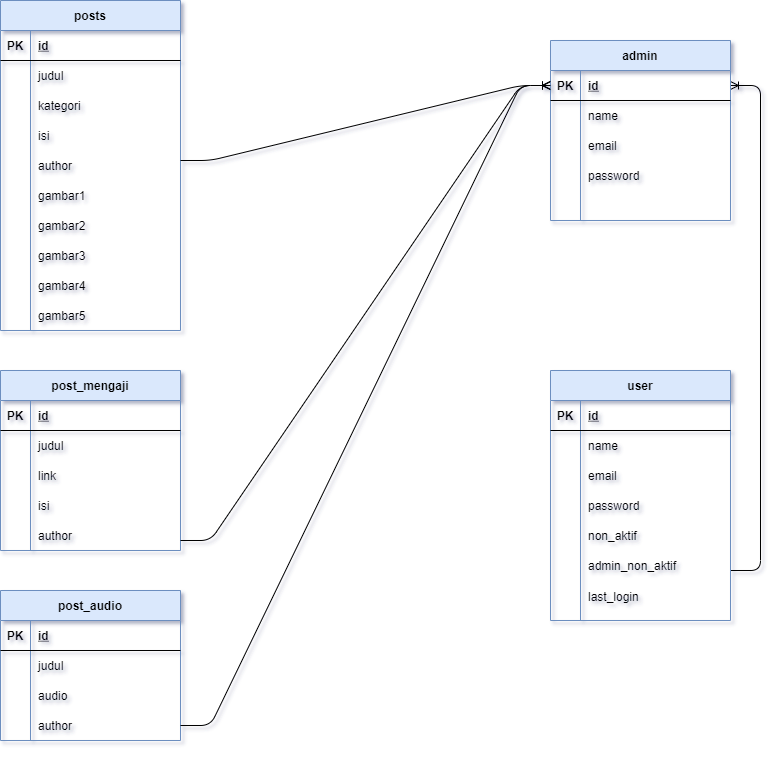 posts
PK id
judul
kategori
isi
author
gambar1
gambar2
gambar3
gambar4
gambar5
post_mengaji
PK id
judul
link
isi
author
post_audio
PK id
judul
audio
author
admin
PK id
name
email
password
user
PK id
name
email
password
non_aktif
admin_non_aktif
last_login